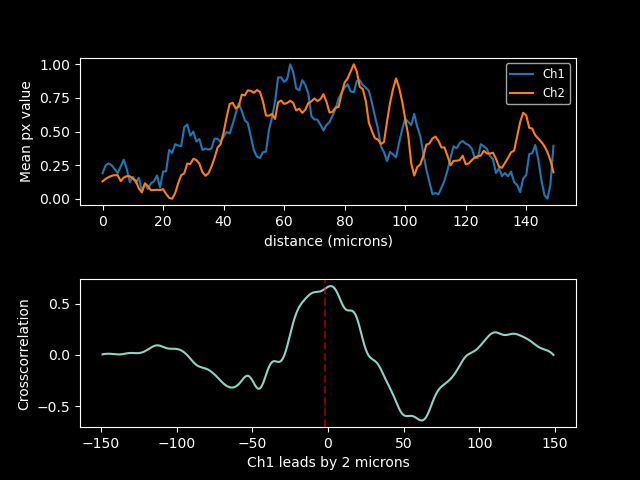 1.00
0.75
0.50
0.25
0.00
Mean px value
Ch1
Ch2
0 20 40 60 80 100 120 140
distance (microns)
0.5
0.0
−0.5
Crosscorrelation
−150 −100 −50 0 50 100 150
Ch1 leads by 2 microns